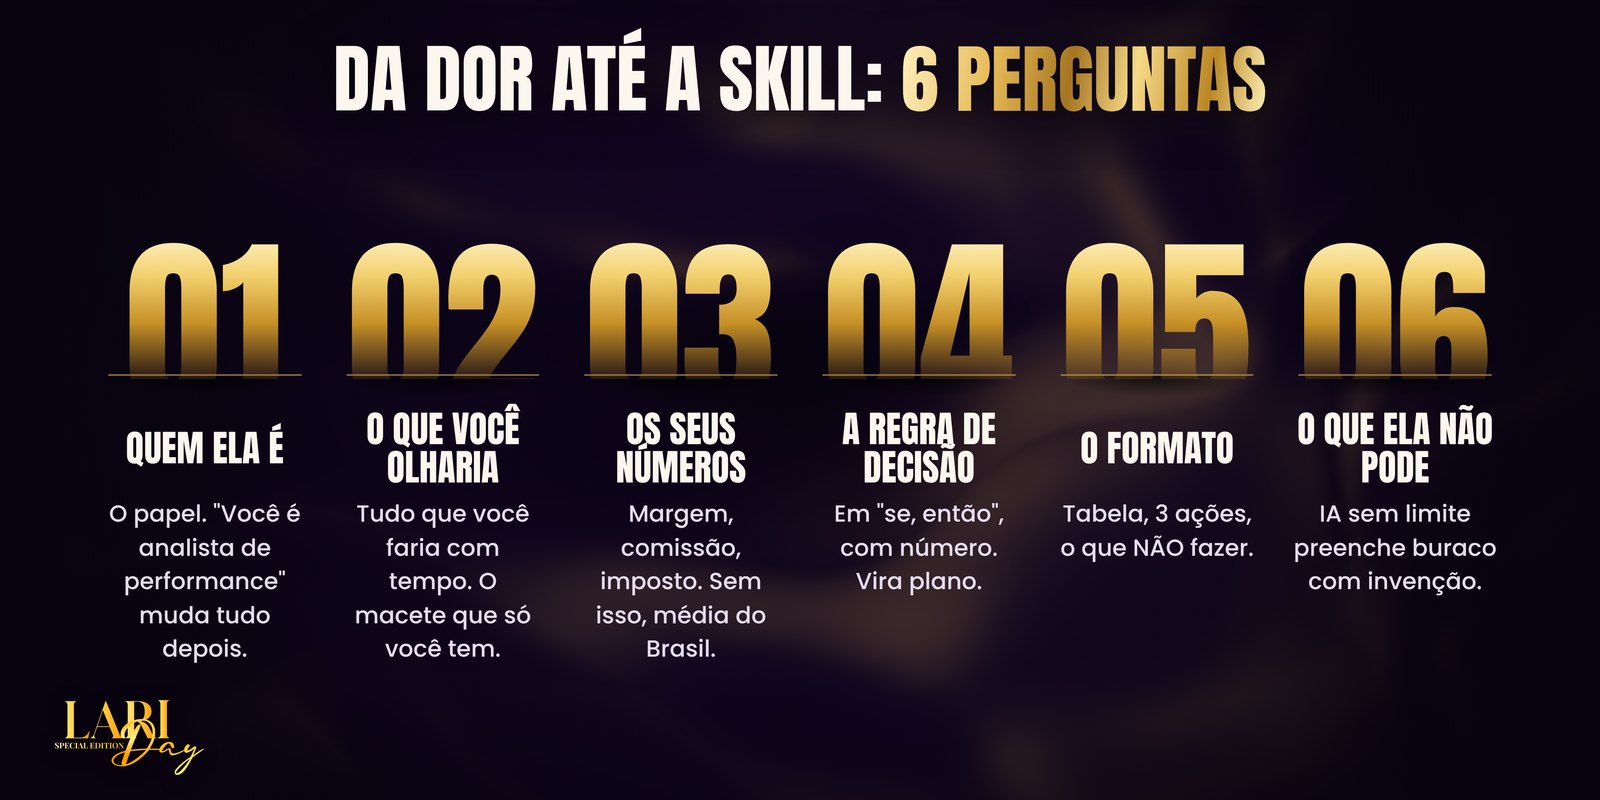 DA DOR ATÉ A SKILL: 6 PERGUNTAS
01
QUEM ELA É
O papel. "Você é
analista de
performance"
muda tudo
depois.
02
O QUE VOCÊ
OLHARIA
Tudo que você
faria com
tempo. O
macete que só
você tem.
03
OS SEUS
NÚMEROS
Margem,
comissão,
imposto. Sem
isso, média do
Brasil.
04
A REGRA DE
DECISÃO
Em "se, então",
com número.
Vira plano.
05
O FORMATO
Tabela, 3 ações,
o que NÃO fazer.
06
O QUE ELA NÃO
PODE
IA sem limite
preenche buraco
com invenção.
LARI
SPECIAL EDITION
Day